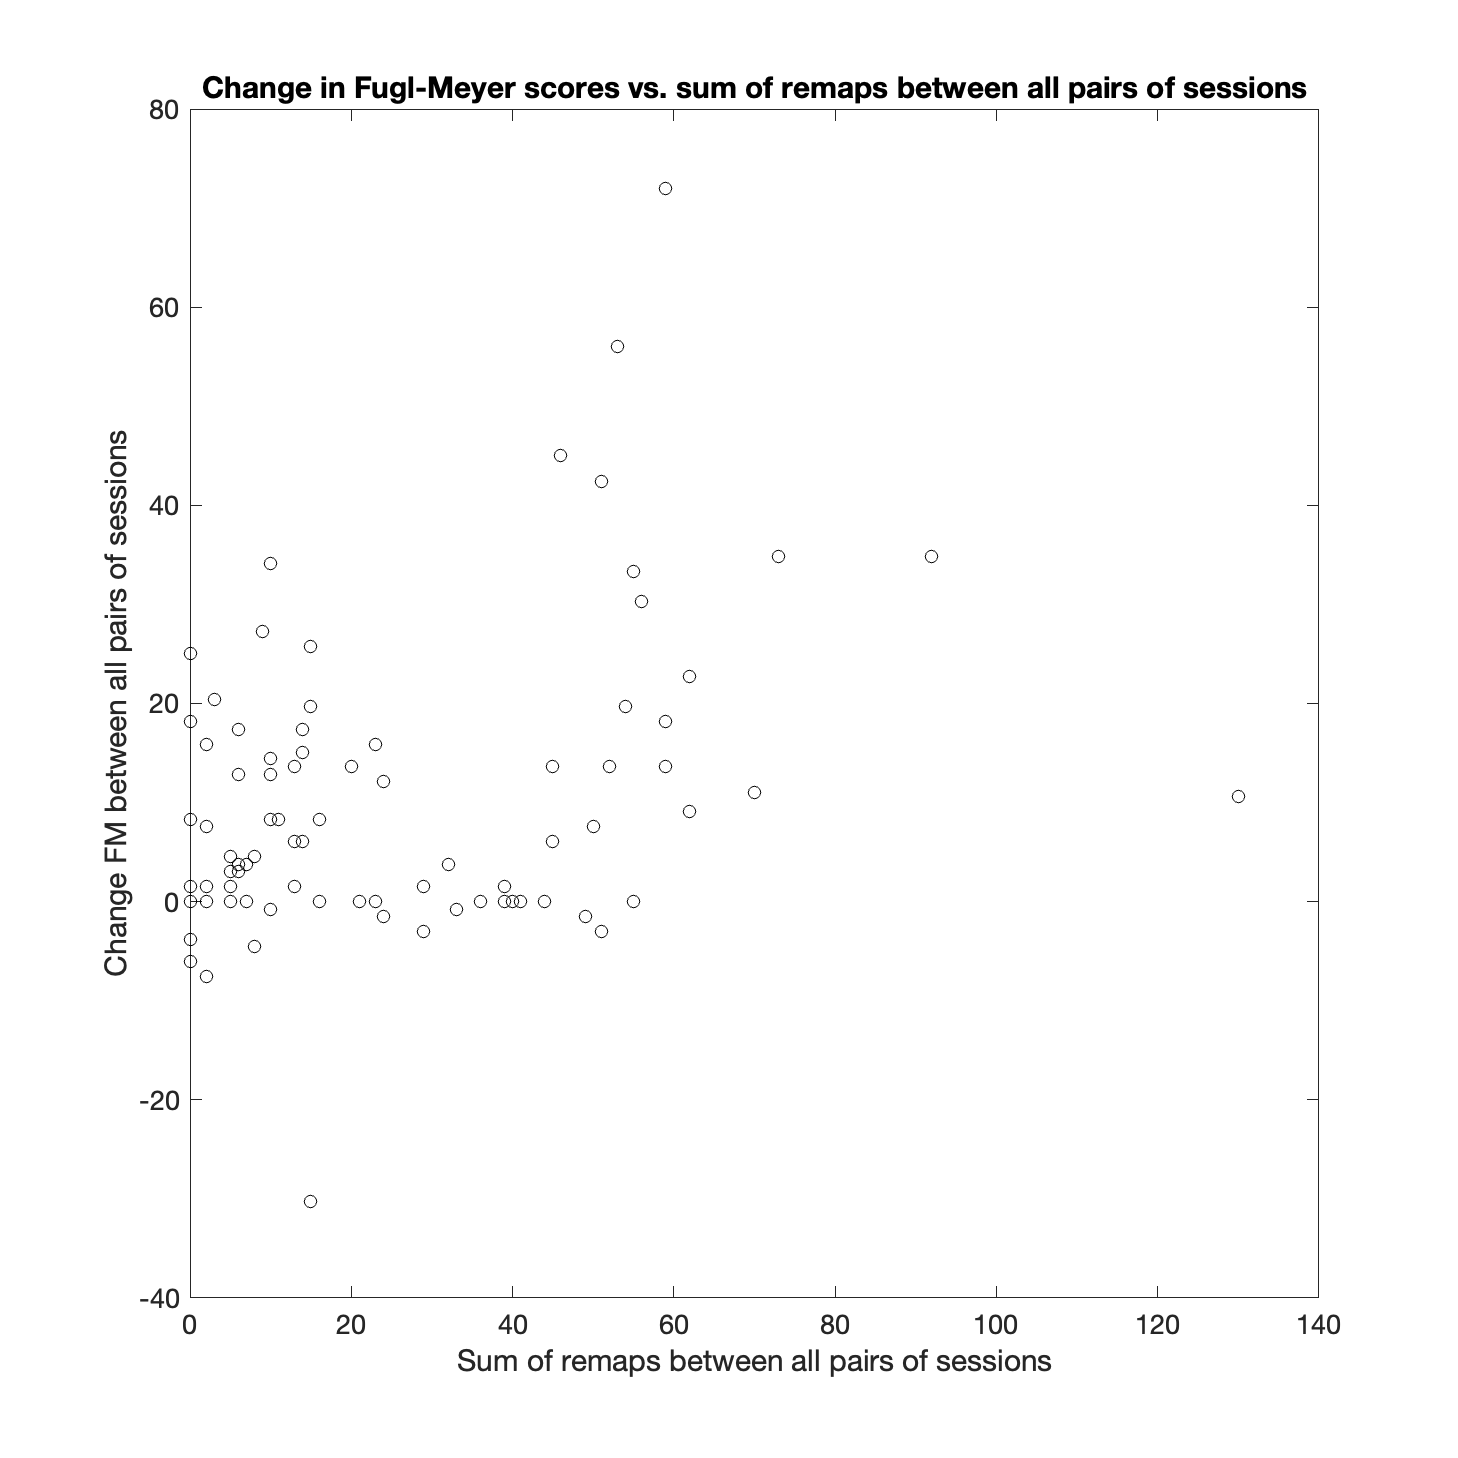 Change in Fugl-Meyer scores vs. sum of remaps between all pairs of sessions
80
60
40
20
0
-20
-40
Change FM between all pairs of sessions
0 20 40 60 80 100 120 140
Sum of remaps between all pairs of sessions